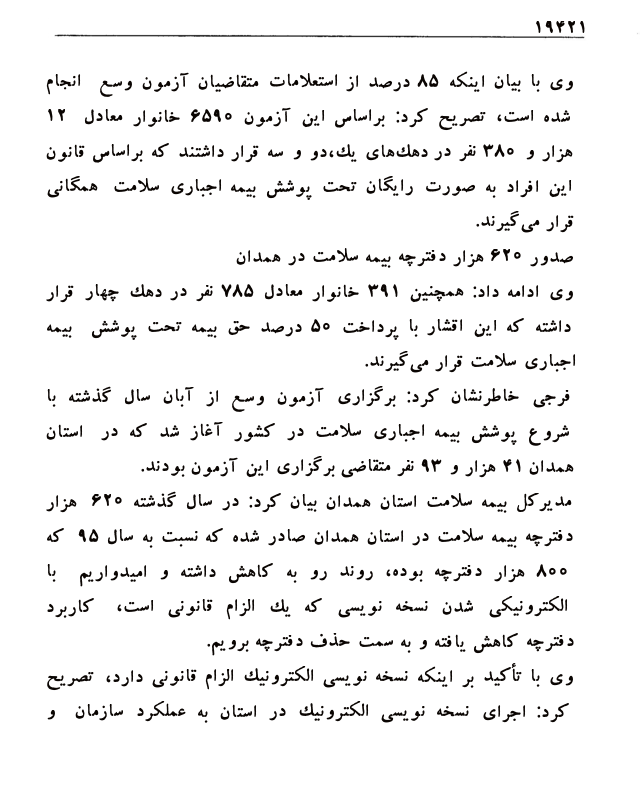 ۱۹۴۲۱
وی با بیان اینکه ۸۵ درصد از استعلامات متقاضیان آزمون وسع انجام
شده است، تصریح کرد: براساس این آزمون ۶۵۹۰ خانوار معادل ۱۲
هزار و ۳۸۰ نفر در دهك‌های یك،دو و سه قرار داشتند که براساس قانون
این افراد به صورت رایگان تحت پوشش بیمه اجباری سلامت همگانی
قرار می‌گیرند.
صدور ۶۲۰ هزار دفترچه بیمه سلامت در همدان
وی ادامه داد: همچنین ۳۹۱ خانوار معادل ۷۸۵ نفر در دهك چهار قرار
داشته که این اقشار با پرداخت ۵۰ درصد حق بیمه تحت پوشش بیمه
اجباری سلامت قرار می‌گیرند.
فرجی خاطرنشان کرد: برگزاری آزمون وسع از آبان سال گذشته با
شروع پوشش بیمه اجباری سلامت در کشور آغاز شد که در استان
همدان ۴۱ هزار و ۹۳ نفر متقاضی برگزاری این آزمون بودند.
مدیرکل بیمه سلامت استان همدان بیان کرد: در سال گذشته ۶۲۰ هزار
دفترچه بیمه سلامت در استان همدان صادر شده که نسبت به سال ۹۵ که
۸۰۰ هزار دفترچه بوده، روند رو به کاهش داشته و امیدواریم با
الکترونیکی شدن نسخه نویسی که یك الزام قانونی است، کاربرد
دفترچه کاهش یافته و به سمت حذف دفترچه برویم.
وی با تأکید بر اینکه نسخه نویسی الکترونیك الزام قانونی دارد، تصریح
کرد: اجرای نسخه نویسی الکترونیك در استان به عملکرد سازمان و